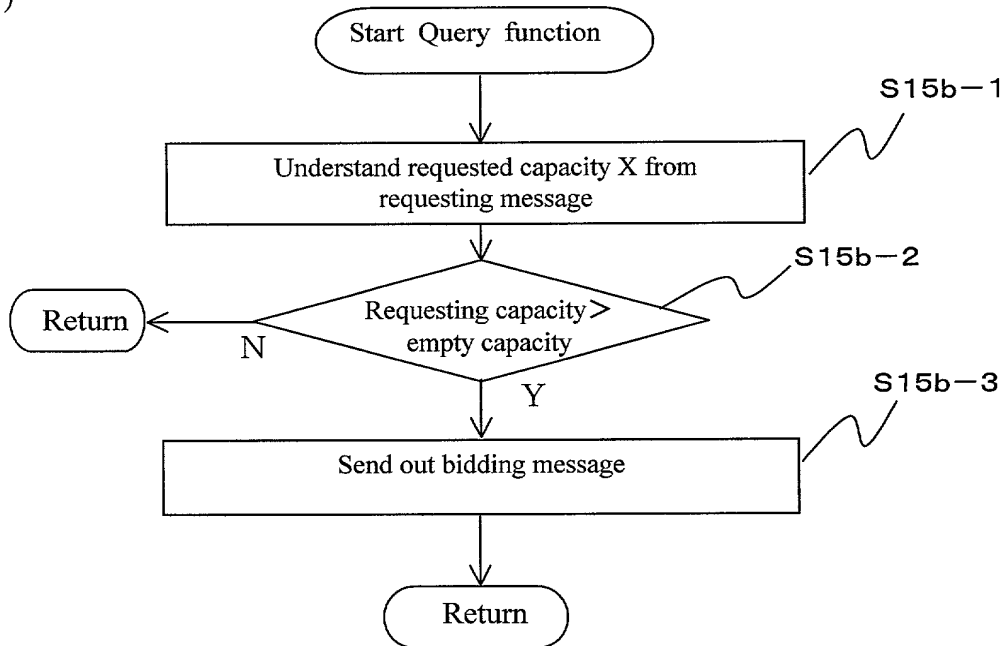 )
Start Query function
S15b-1
Understand requested capacity X from
requesting message
S15b-2
Requesting capacity>
empty capacity
Return
N
Y
S15b-3
Send out bidding message
Return